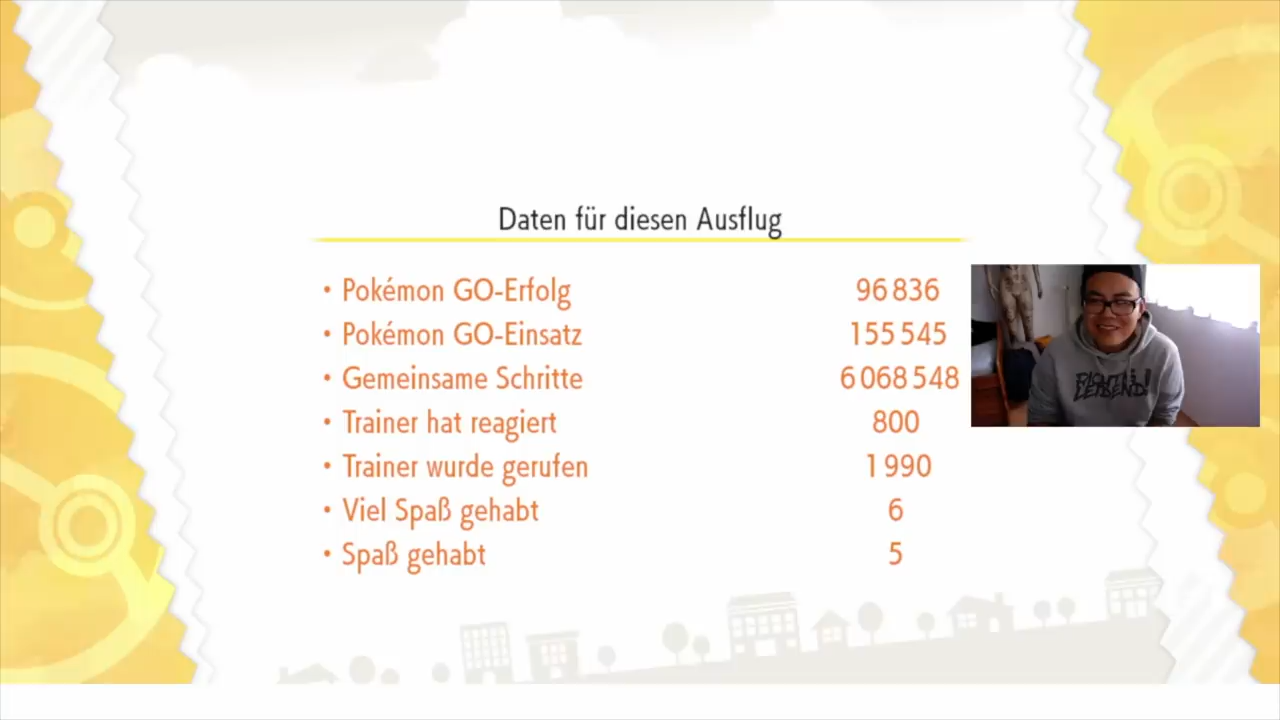 Daten für diesen Ausflug
• Pokémon GO-Erfolg 96 836
• Pokémon GO-Einsatz 155 545
• Gemeinsame Schritte 6 068 548
• Trainer hat reagiert 800
• Trainer wurde gerufen 1 990
• Viel Spaß gehabt 6
• Spaß gehabt 5